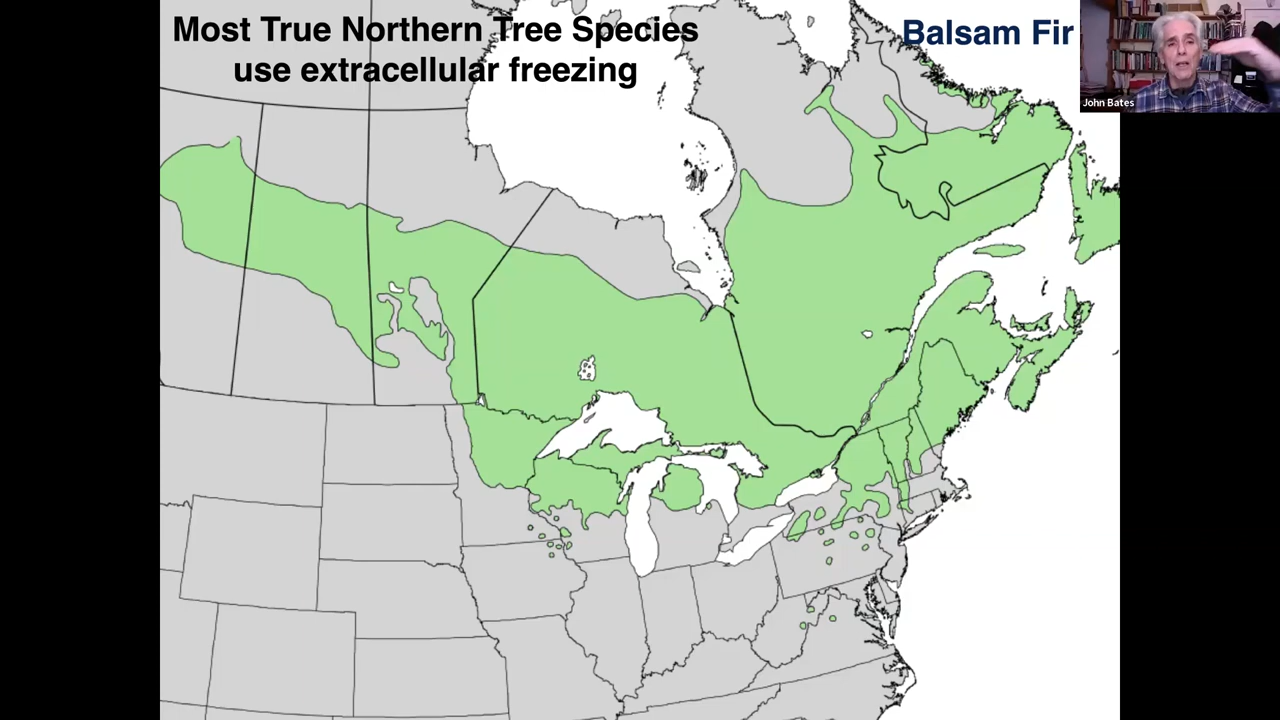 Most True Northern Tree Species
use extracellular freezing
Balsam Fir
John Bates